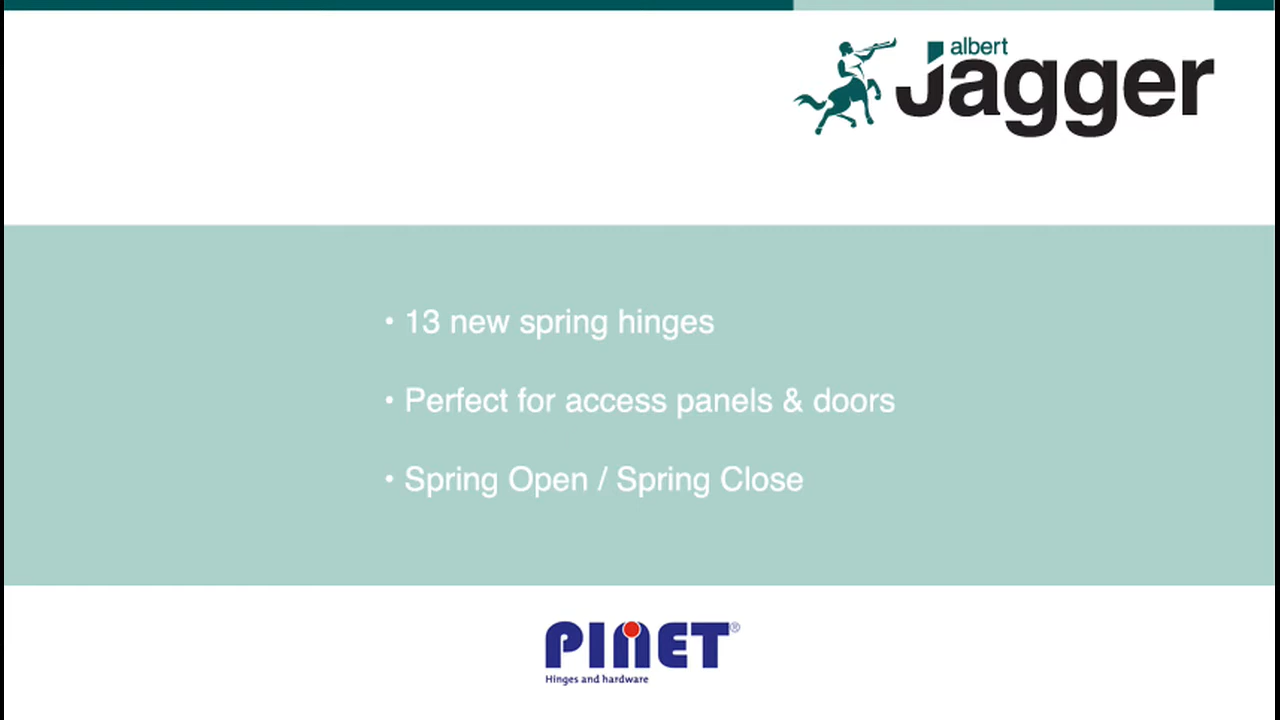 albert
Jagger
• 13 new spring hinges
• Perfect for access panels & doors
• Spring Open / Spring Close
PINET®
Hinges and hardware